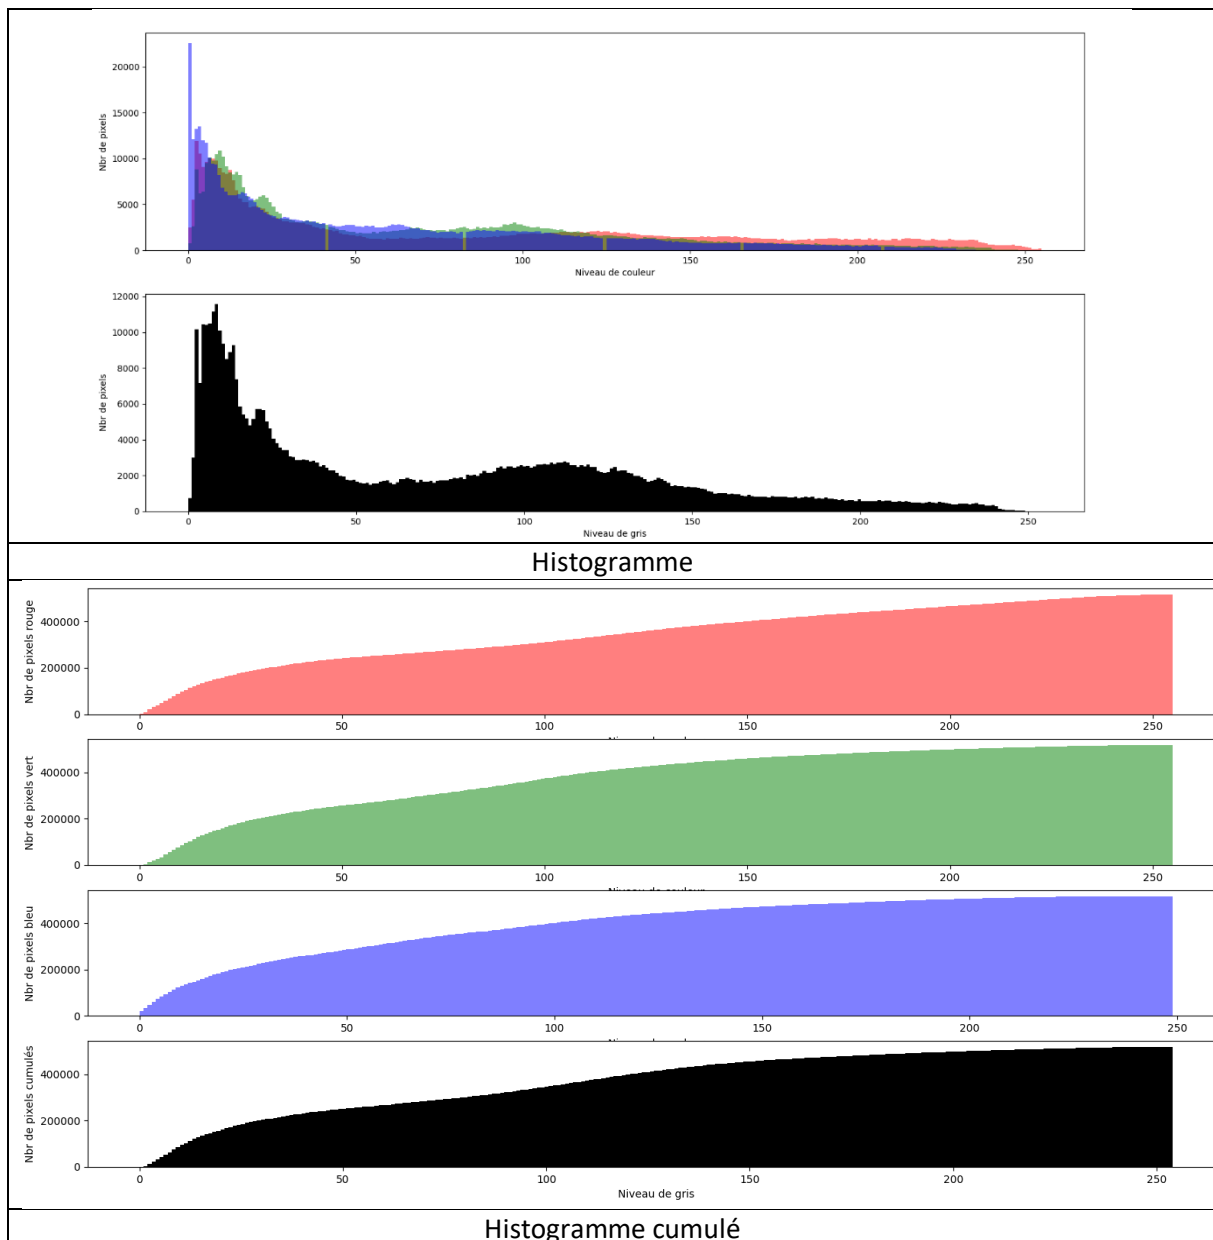 20000
15000
10000
5000
0
Nbr de pixels
0 50 100 150 200 250
Niveau de couleur
12000
10000
8000
6000
4000
2000
0
Nbr de pixels
0 50 100 150 200 250
Niveau de gris
Histogramme
400000
200000
0
Nbr de pixels rouge
0 50 100 150 200 250
400000
200000
0
Nbr de pixels vert
0 50 100 150 200 250
400000
200000
0
Nbr de pixels bleu
0 50 100 150 200 250
400000
200000
0
Nbr de pixels cumulés
0 50 100 150 200 250
Niveau de gris
Histogramme cumulé